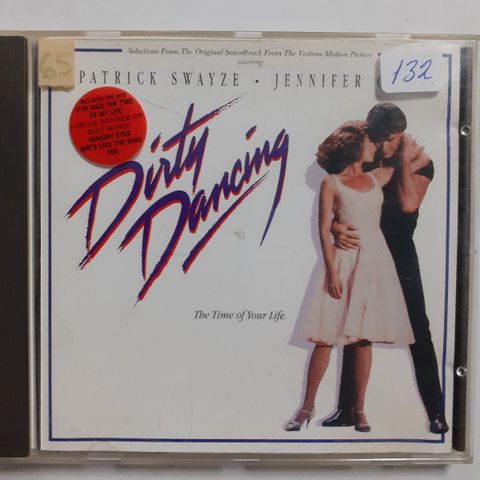 Selections From The Original Soundtrack From The Vestron Motion Picture
starring
65
PATRICK SWAYZE • JENNIFER
132
INCLUDES THE HITS
(I'VE HAD) THE TIME
OF MY LIFE
OSCAR WINNER OF
BEST SONG!
HUNGRY EYES
SHE'S LIKE THE WIND
YES
Dirty
Dancing
The Time of Your Life.